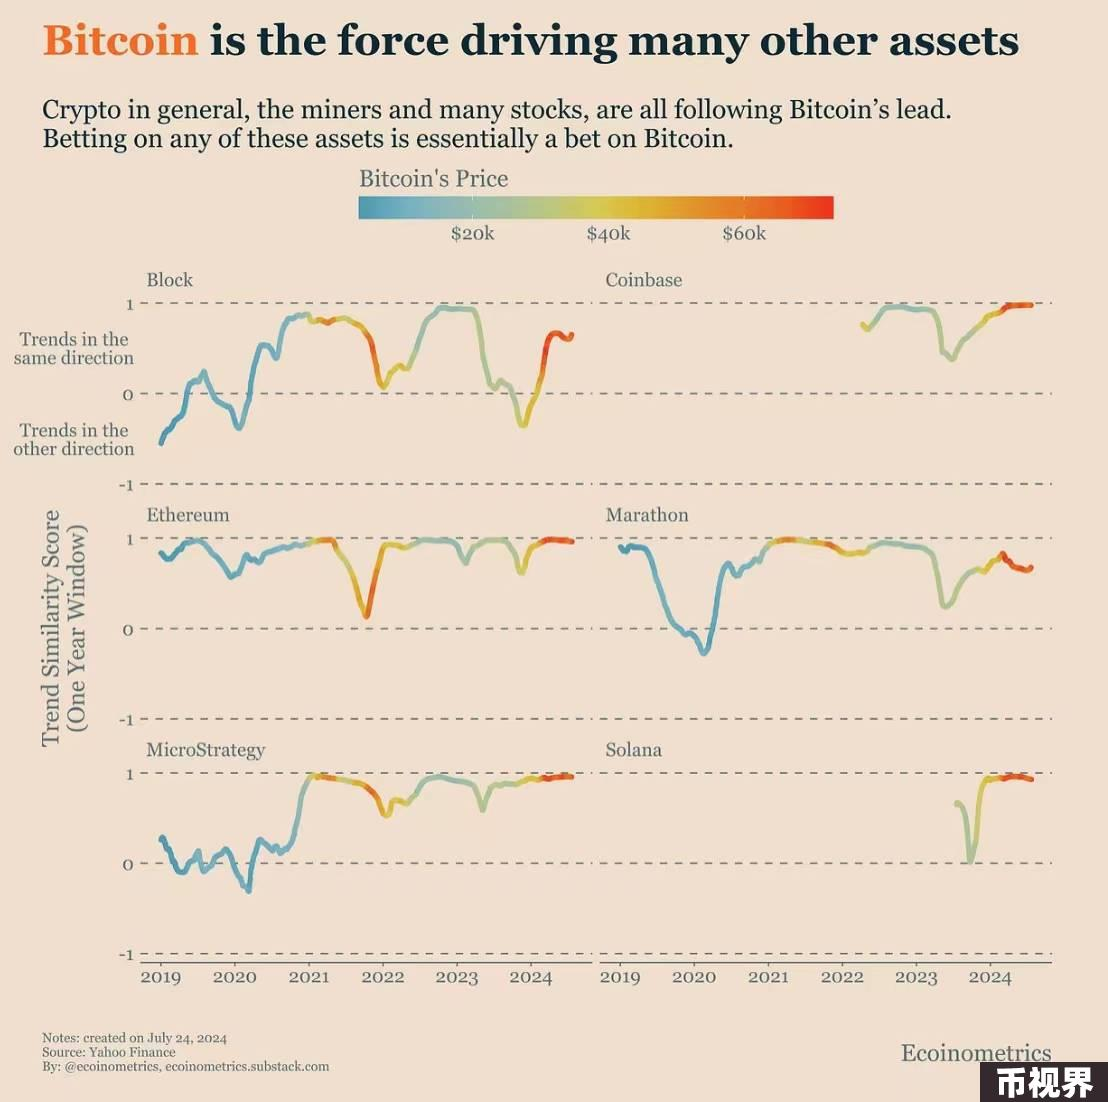 Bitcoin is the force driving many other assets
Crypto in general, the miners and many stocks, are all following Bitcoin’s lead.
Betting on any of these assets is essentially a bet on Bitcoin.
Bitcoin's Price
$20k $40k $60k
Block
1
Trends in the
same direction
0
Trends in the
other direction
-1
Coinbase
Trend Similarity Score
(One Year Window)
Ethereum
1
0
-1
Marathon
MicroStrategy
1
0
-1
Solana
2019 2020 2021 2022 2023 2024
2019 2020 2021 2022 2023 2024
Notes: created on July 24, 2024
Source: Yahoo Finance
By: @ecoinometrics, ecoinometrics.substack.com
Ecoinometrics
币视界